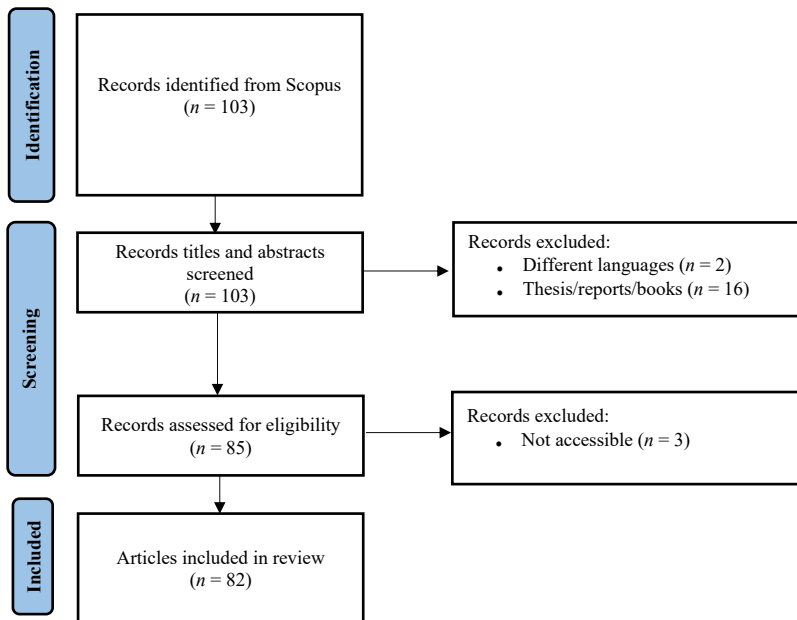 Identification
Records identified from Scopus
(n = 103)
Screening
Records titles and abstracts
screened
(n = 103)
Records excluded:
• Different languages (n = 2)
• Thesis/reports/books (n = 16)
Records assessed for eligibility
(n = 85)
Records excluded:
• Not accessible (n = 3)
Included
Articles included in review
(n = 82)